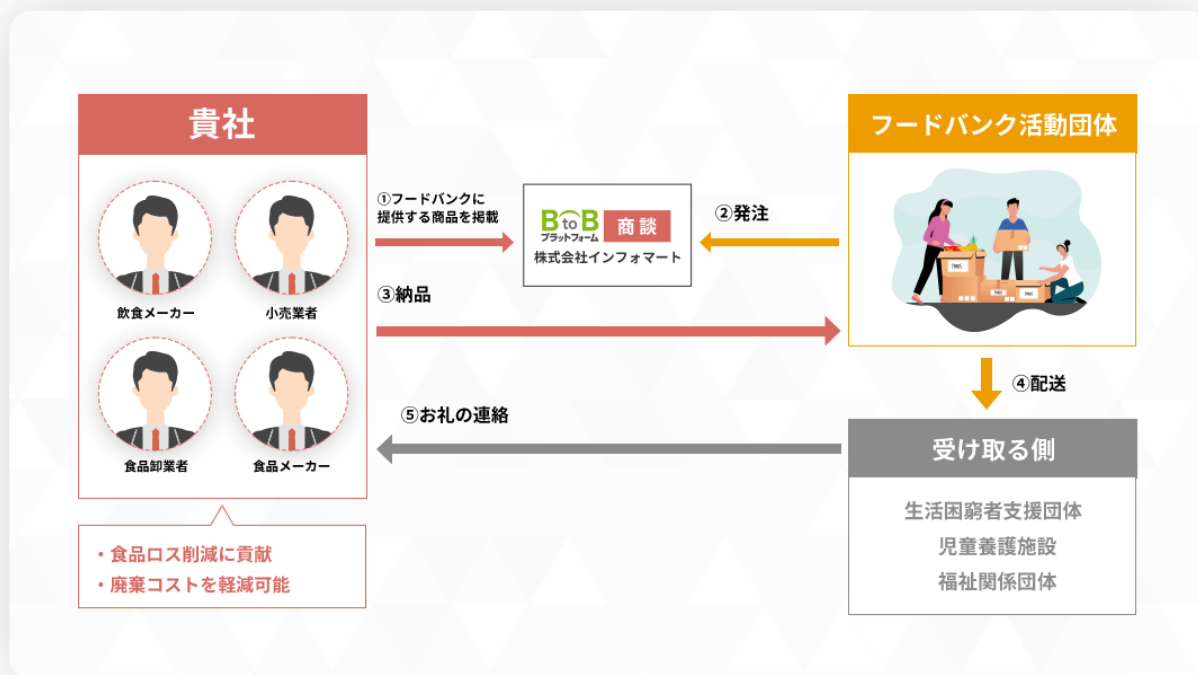 貴社
飲食メーカー
小売業者
食品卸業者
食品メーカー
・食品ロス削減に貢献
・廃棄コストを軽減可能
①フードバンクに
提供する商品を掲載
BtoB
プラットフォーム
商談
株式会社インフォマート
②発注
③納品
フードバンク活動団体
④配送
⑤お礼の連絡
受け取る側
生活困窮者支援団体
児童養護施設
福祉関係団体